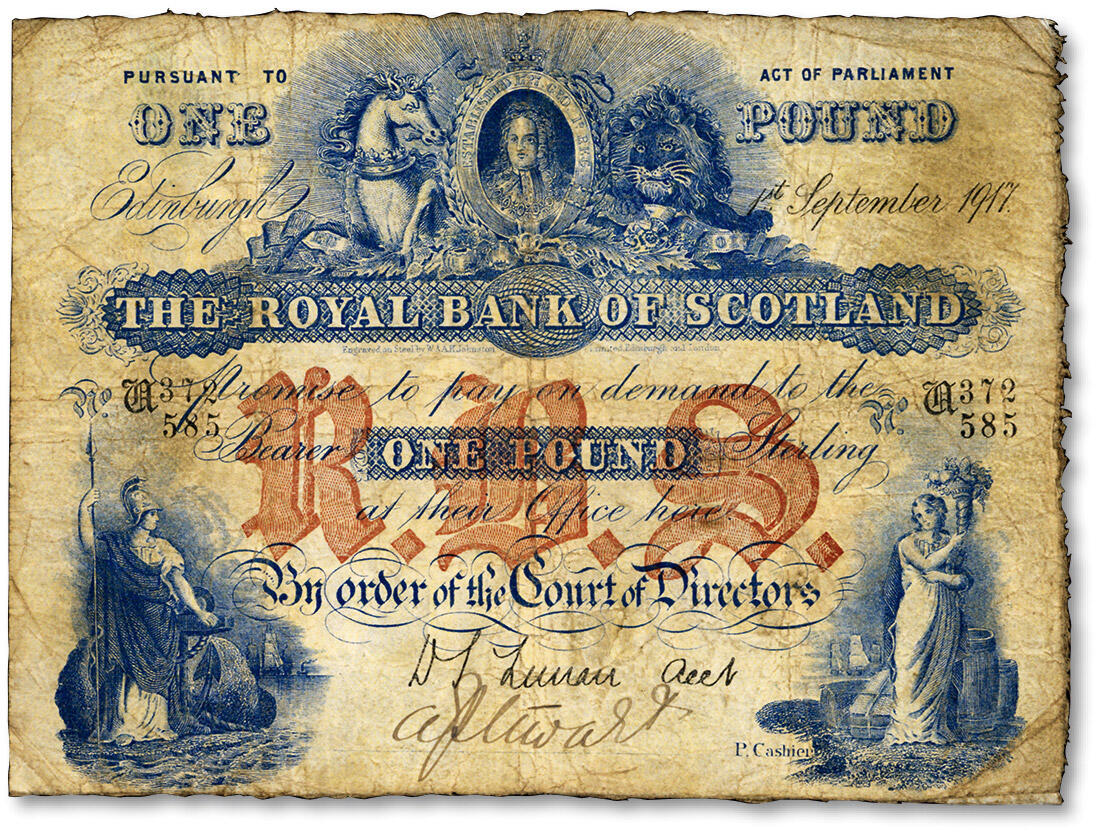 PURSUANT TO
ACT OF PARLIAMENT
ONE
POUND
Edinburgh
1st September 1917.
THE ROYAL BANK OF SCOTLAND
Engraved on Steel by W. & A.K. Johnston Limited, Edinburgh and London
promise to pay on demand to the
No. U 372 585
No. U 372 585
Bearer ONE POUND Sterling
at their Office here.
R.B.S.
By order of the Court of Directors
Acct
P. Cashier